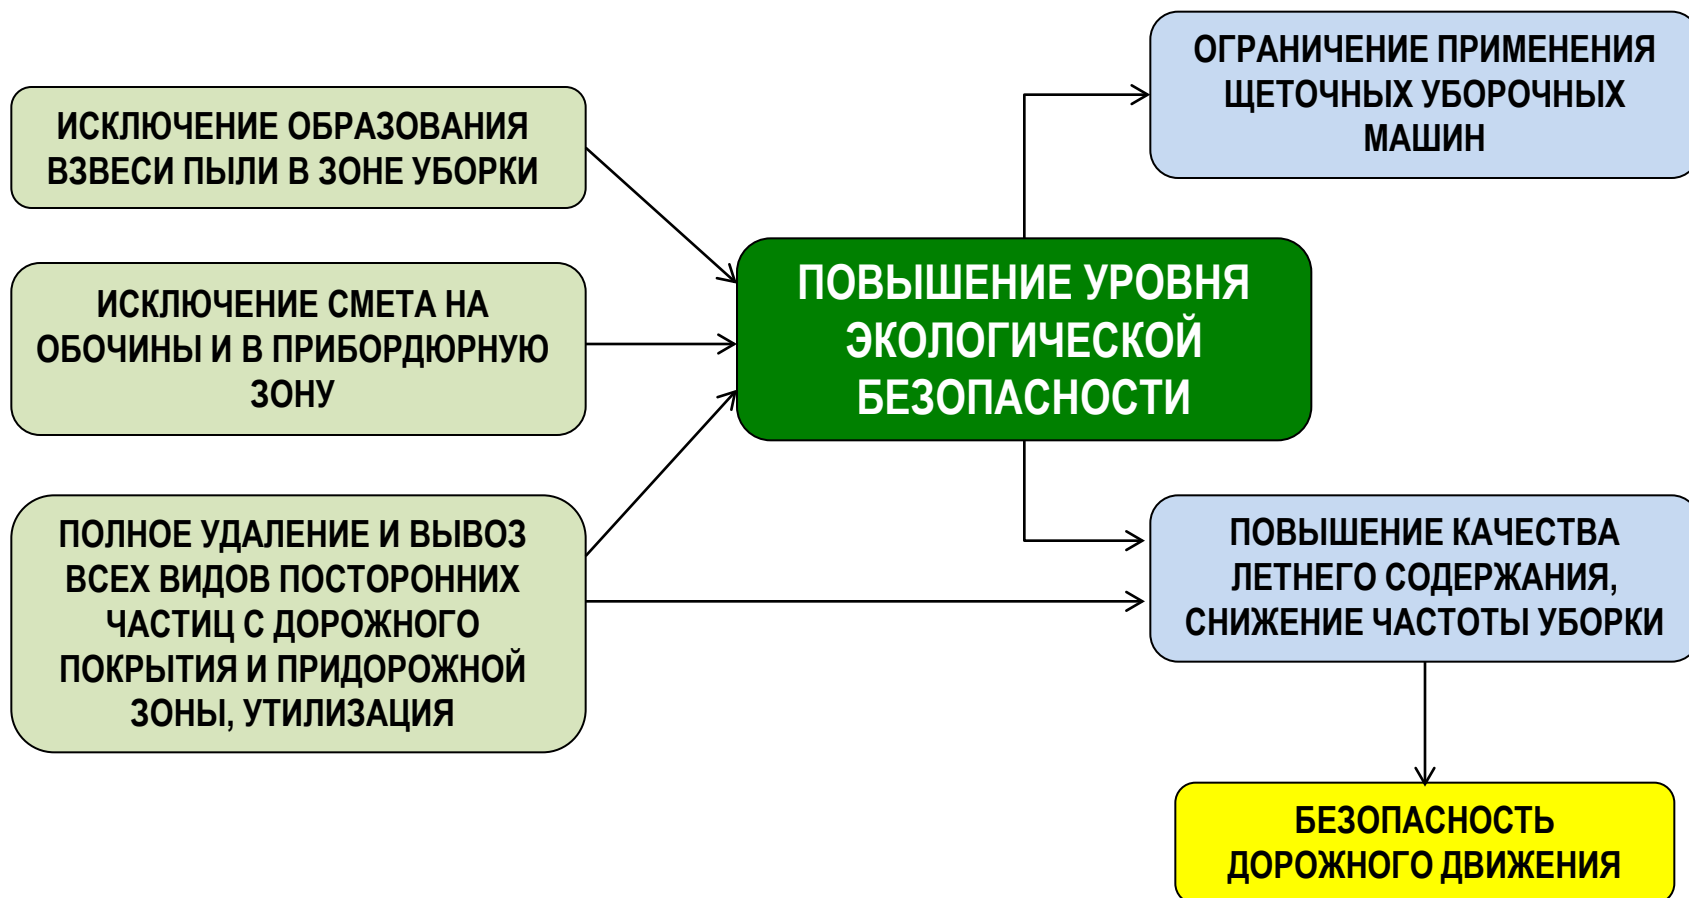 ИСКЛЮЧЕНИЕ ОБРАЗОВАНИЯ
ВЗВЕСИ ПЫЛИ В ЗОНЕ УБОРКИ
ИСКЛЮЧЕНИЕ СМЕТА НА
ОБОЧИНЫ И В ПРИБОРДЮРНУЮ
ЗОНУ
ПОЛНОЕ УДАЛЕНИЕ И ВЫВОЗ
ВСЕХ ВИДОВ ПОСТОРОННИХ
ЧАСТИЦ С ДОРОЖНОГО
ПОКРЫТИЯ И ПРИДОРОЖНОЙ
ЗОНЫ, УТИЛИЗАЦИЯ
ПОВЫШЕНИЕ УРОВНЯ
ЭКОЛОГИЧЕСКОЙ
БЕЗОПАСНОСТИ
ОГРАНИЧЕНИЕ ПРИМЕНЕНИЯ
ЩЕТОЧНЫХ УБОРОЧНЫХ
МАШИН
ПОВЫШЕНИЕ КАЧЕСТВА
ЛЕТНЕГО СОДЕРЖАНИЯ,
СНИЖЕНИЕ ЧАСТОТЫ УБОРКИ
БЕЗОПАСНОСТЬ
ДОРОЖНОГО ДВИЖЕНИЯ